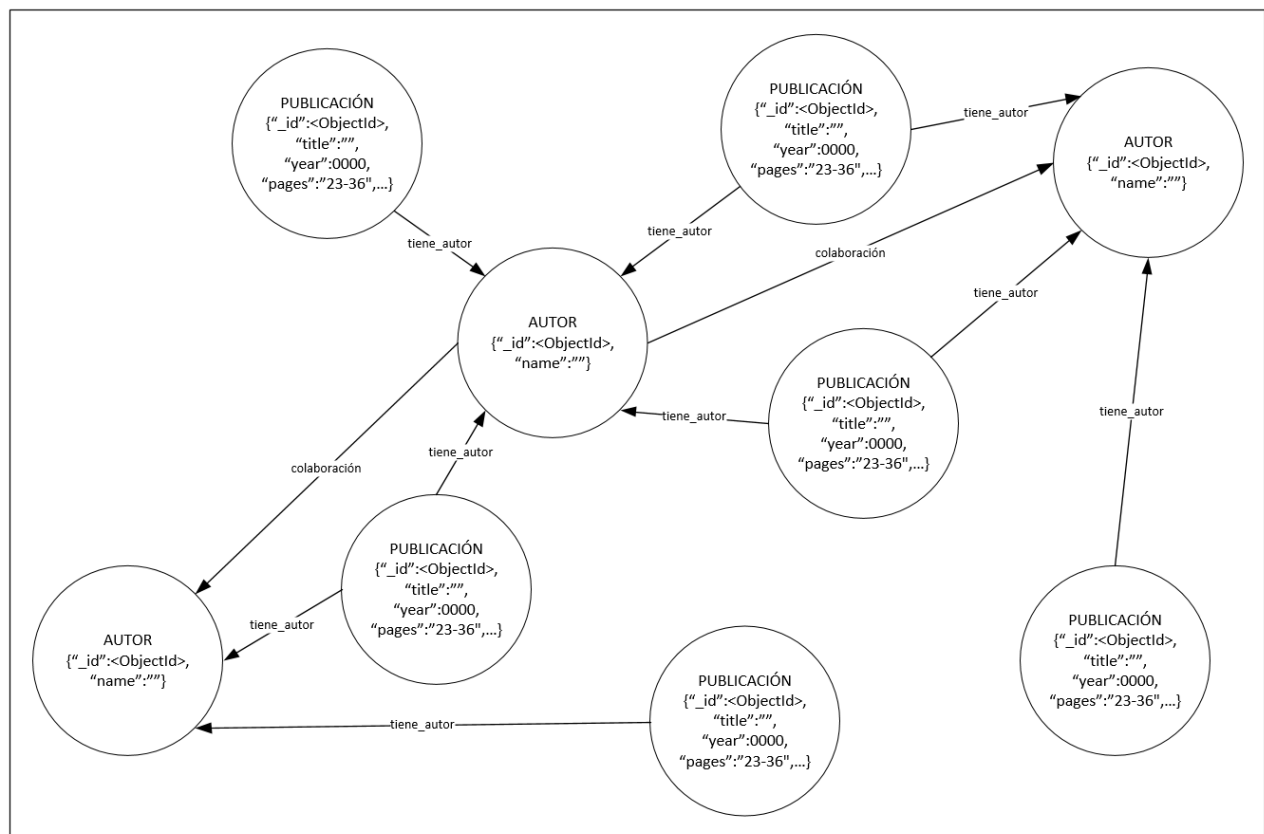 PUBLICACIÓN
{“_id”:<ObjectId>,
“title”:””,
“year”:0000,
“pages”:”23-36",...}
PUBLICACIÓN
{“_id”:<ObjectId>,
“title”:””,
“year”:0000,
“pages”:”23-36",...}
tiene_autor
AUTOR
{“_id”:<ObjectId>,
“name”:””}
tiene_autor
tiene_autor
colaboración
tiene_autor
AUTOR
{“_id”:<ObjectId>,
“name”:””}
PUBLICACIÓN
{“_id”:<ObjectId>,
“title”:””,
“year”:0000,
“pages”:”23-36",...}
tiene_autor
tiene_autor
tiene_autor
colaboración
PUBLICACIÓN
{“_id”:<ObjectId>,
“title”:””,
“year”:0000,
“pages”:”23-36",...}
tiene_autor
AUTOR
{“_id”:<ObjectId>,
“name”:””}
PUBLICACIÓN
{“_id”:<ObjectId>,
“title”:””,
“year”:0000,
“pages”:”23-36",...}
PUBLICACIÓN
{“_id”:<ObjectId>,
“title”:””,
“year”:0000,
“pages”:”23-36",...}
tiene_autor